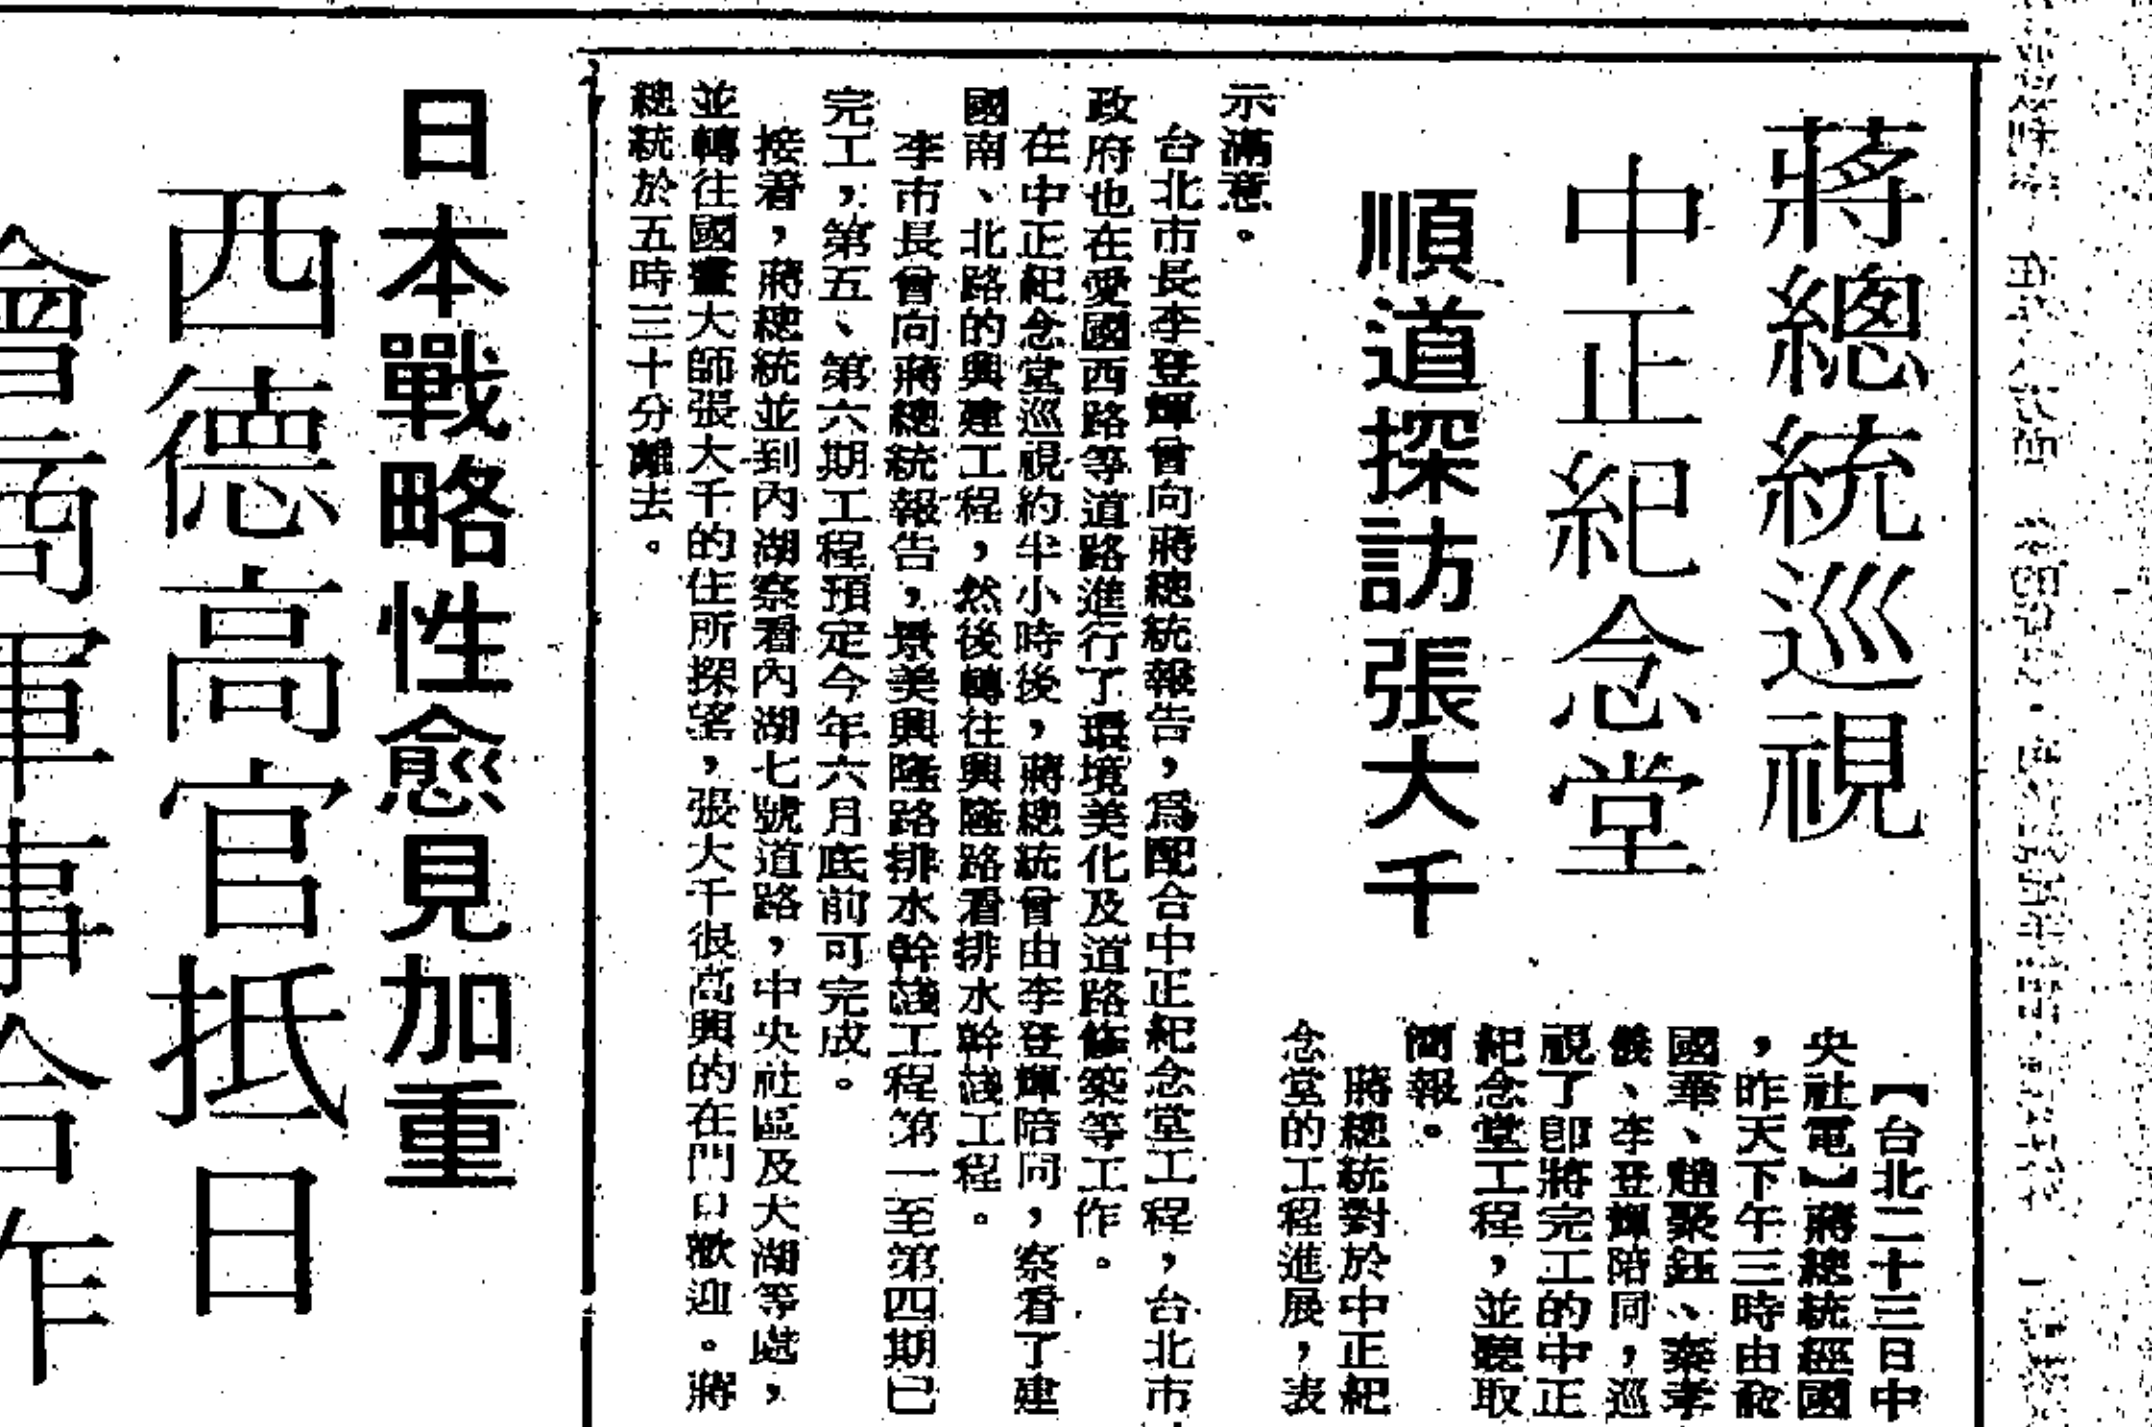 蔣總統巡視
中正紀念堂
順道探訪張大千
【台北二十三日中
央社電】蔣總統經國
，昨天下午三時由俞
國華、趙聚鈺、秦孝
儀、李登輝陪同，巡
視了卽將完工的中正
紀念堂工程，並聽取
簡報。
蔣總統對於中正紀
念堂的工程進展，表
示滿意。
台北市長李登輝曾向蔣總統報告，爲配合中正紀念堂工程，台北市
政府也在愛國西路等道路進行了環境美化及道路修築等工作。
在中正紀念堂巡視約半小時後，蔣總統曾由李登輝陪同，察看了建
國南、北路的興建工程，然後轉往興隆路看排水幹綫工程。
李市長曾向蔣總統報告，景美興隆路排水幹綫工程第一至第四期已
完工，第五、第六期工程預定今年六月底前可完成。
接着，蔣總統並到內湖察看內湖七號道路，中央社區及大湖等處，
並轉往國畫大師張大千的住所探望，張大千很高興的在門口歡迎。蔣
總統於五時三十分離去。
日本戰略性愈見加重
西德高官抵日
會商軍事合作